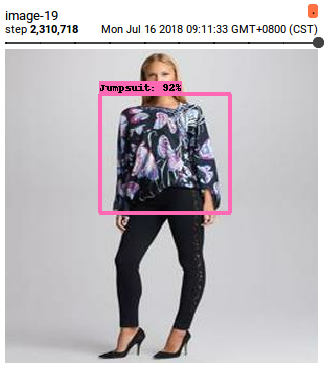 image-19
step 2,310,718 Mon Jul 16 2018 09:11:33 GMT+0800 (CST)
Jumpsuit: 92%